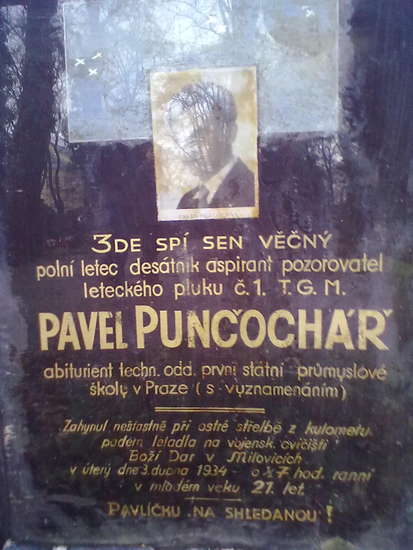 ZDE SPÍ SEN VĚČNÝ
polní letec desátník aspirant pozorovatel
leteckého pluku č.1. T.G.M.
PAVEL PUNČOCHÁŘ
abiturient techn. odd. první státní průmyslové
školy v Praze (s vyznamenáním)
Zahynul nešťastně při ostré střelbě z kulometu
pádem letadla na vojensk. cvičišti
Boží Dar v Milovicích
v úterý dne 3. dubna 1934 - 7 hod. ranní
v mladém věku 21. let.
PAVLÍČKU NA SHLEDANOU!